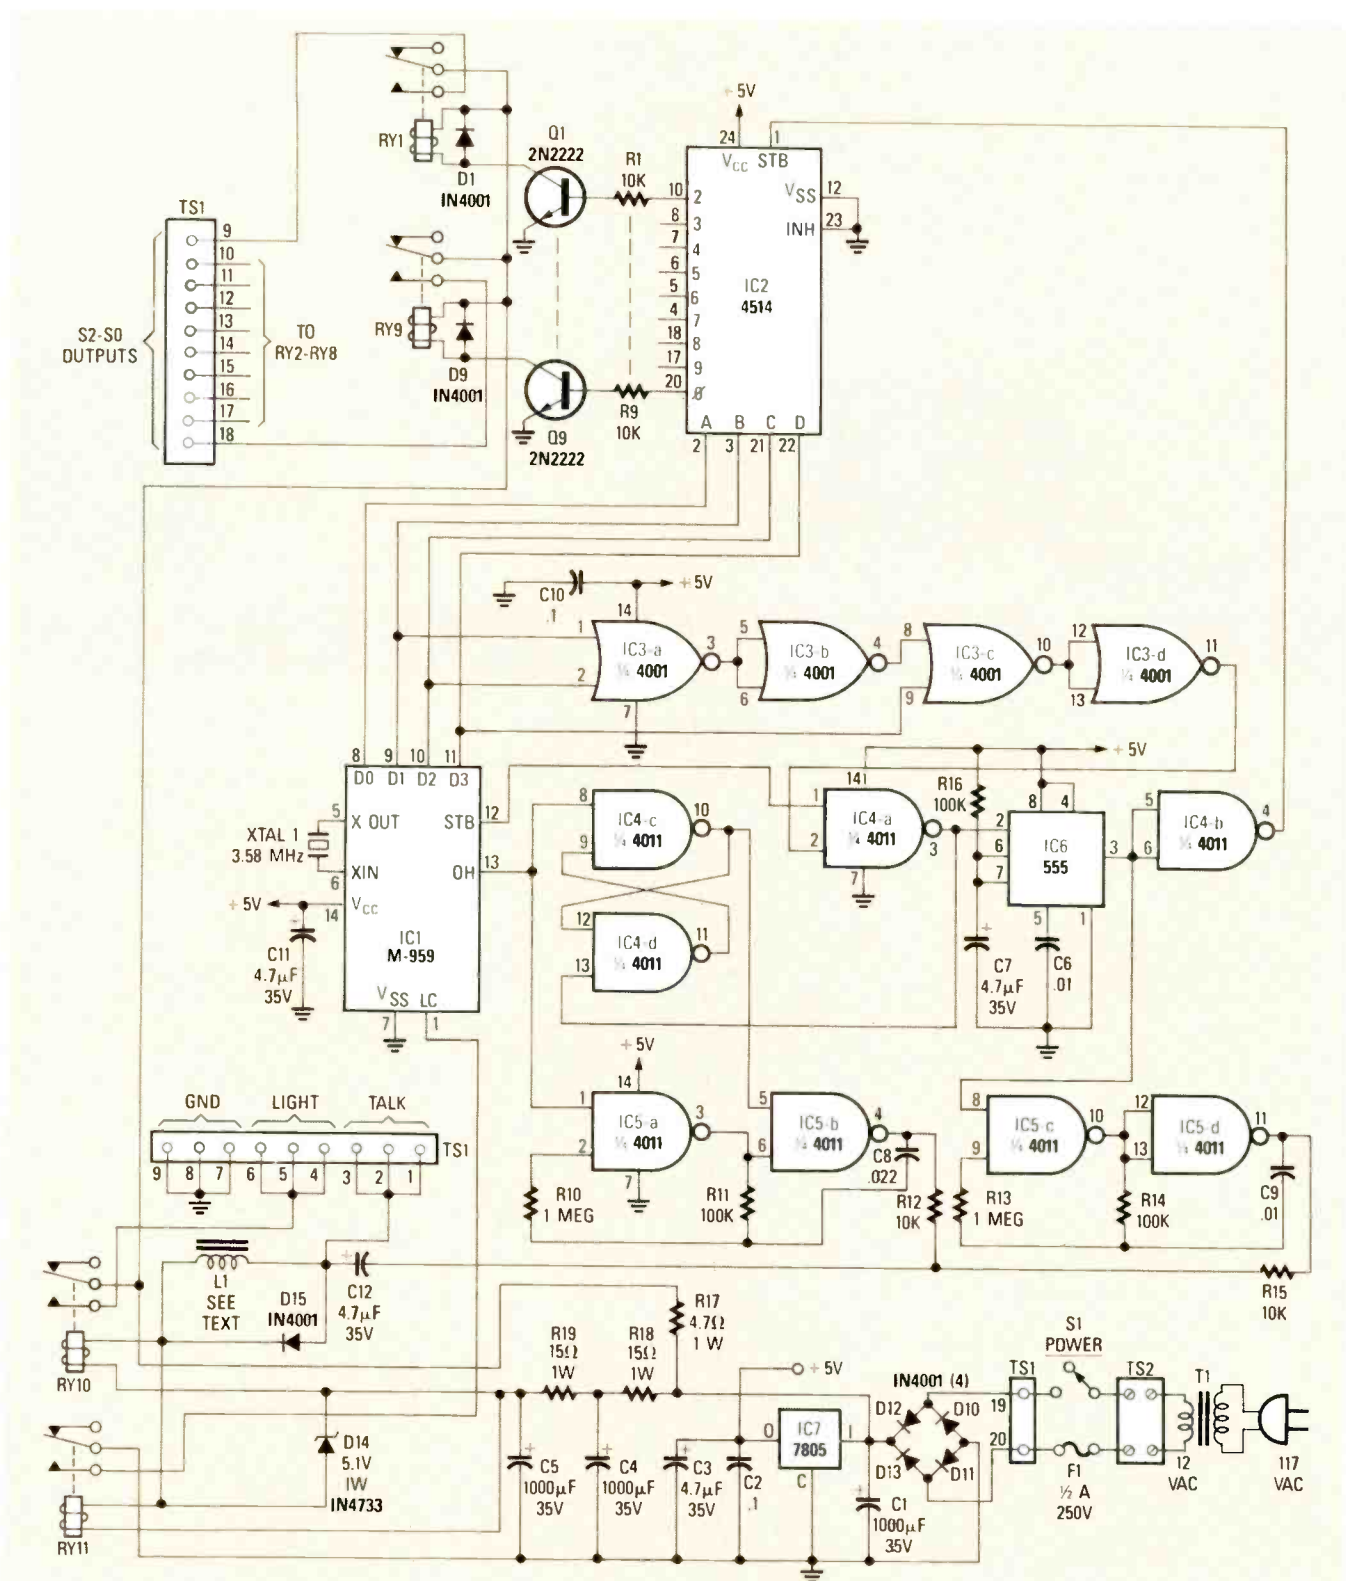 +5V
24
1
VCC STB
RY1
D1
IN4001
Q1
2N2222
R1
10K
10
2
8
3
7
4
6
5
5
6
4
7
18
8
17
9
20
Ø
VSS
12
INH
23
IC2
4514
A B C D
2 3 21 22
TS1
9
10
11
12
13
14
15
16
17
18
S2-S0
OUTPUTS
TO
RY2-RY8
RY9
D9
IN4001
Q9
2N2222
R9
10K
C10
.1
+5V
14
1
2
3
7
IC3-a
¼ 4001
5
6
4
IC3-b
¼ 4001
8
9
10
IC3-c
¼ 4001
12
13
11
IC3-d
¼ 4001
8 9 10 11
D0 D1 D2 D3
12
STB
13
OH
5
X OUT
XTAL 1
3.58 MHz
XIN
6
+5V
14
VCC
IC1
M-959
VSS LC
7 1
C11
4.7µF
35V
8
9
10
IC4-c
¼ 4011
12
13
11
IC4-d
¼ 4011
14
1
2
3
7
IC4-a
¼ 4011
+5V
R16
100K
8 4
2
6
7
3
5 1
IC6
555
C7
4.7µF
35V
C6
.01
5
6
4
IC4-b
¼ 4011
+5V
14
1
2
3
7
IC5-a
¼ 4011
5
6
4
IC5-b
¼ 4011
8
9
10
IC5-c
¼ 4011
12
13
11
IC5-d
¼ 4011
R10
1 MEG
R11
100K
C8
.022
R12
10K
R13
1 MEG
R14
100K
C9
.01
R15
10K
GND LIGHT TALK
TS1
9 8 7 6 5 4 3 2 1
L1
SEE
TEXT
D15
IN4001
C12
4.7µF
35V
RY10
RY11
D14
5.1V
1W
IN4733
R19
15Ω
1W
R18
15Ω
1W
R17
4.7Ω
1 W
C5
1000µF
35V
C4
1000µF
35V
C3
4.7µF
35V
C2
.1
+5V
O
IC7
7805
I
C
C1
1000µF
35V
IN4001 (4)
D12
D10
D13
D11
TS1
19
20
S1
POWER
F1
½ A
250V
TS2
T1
12
VAC
117
VAC